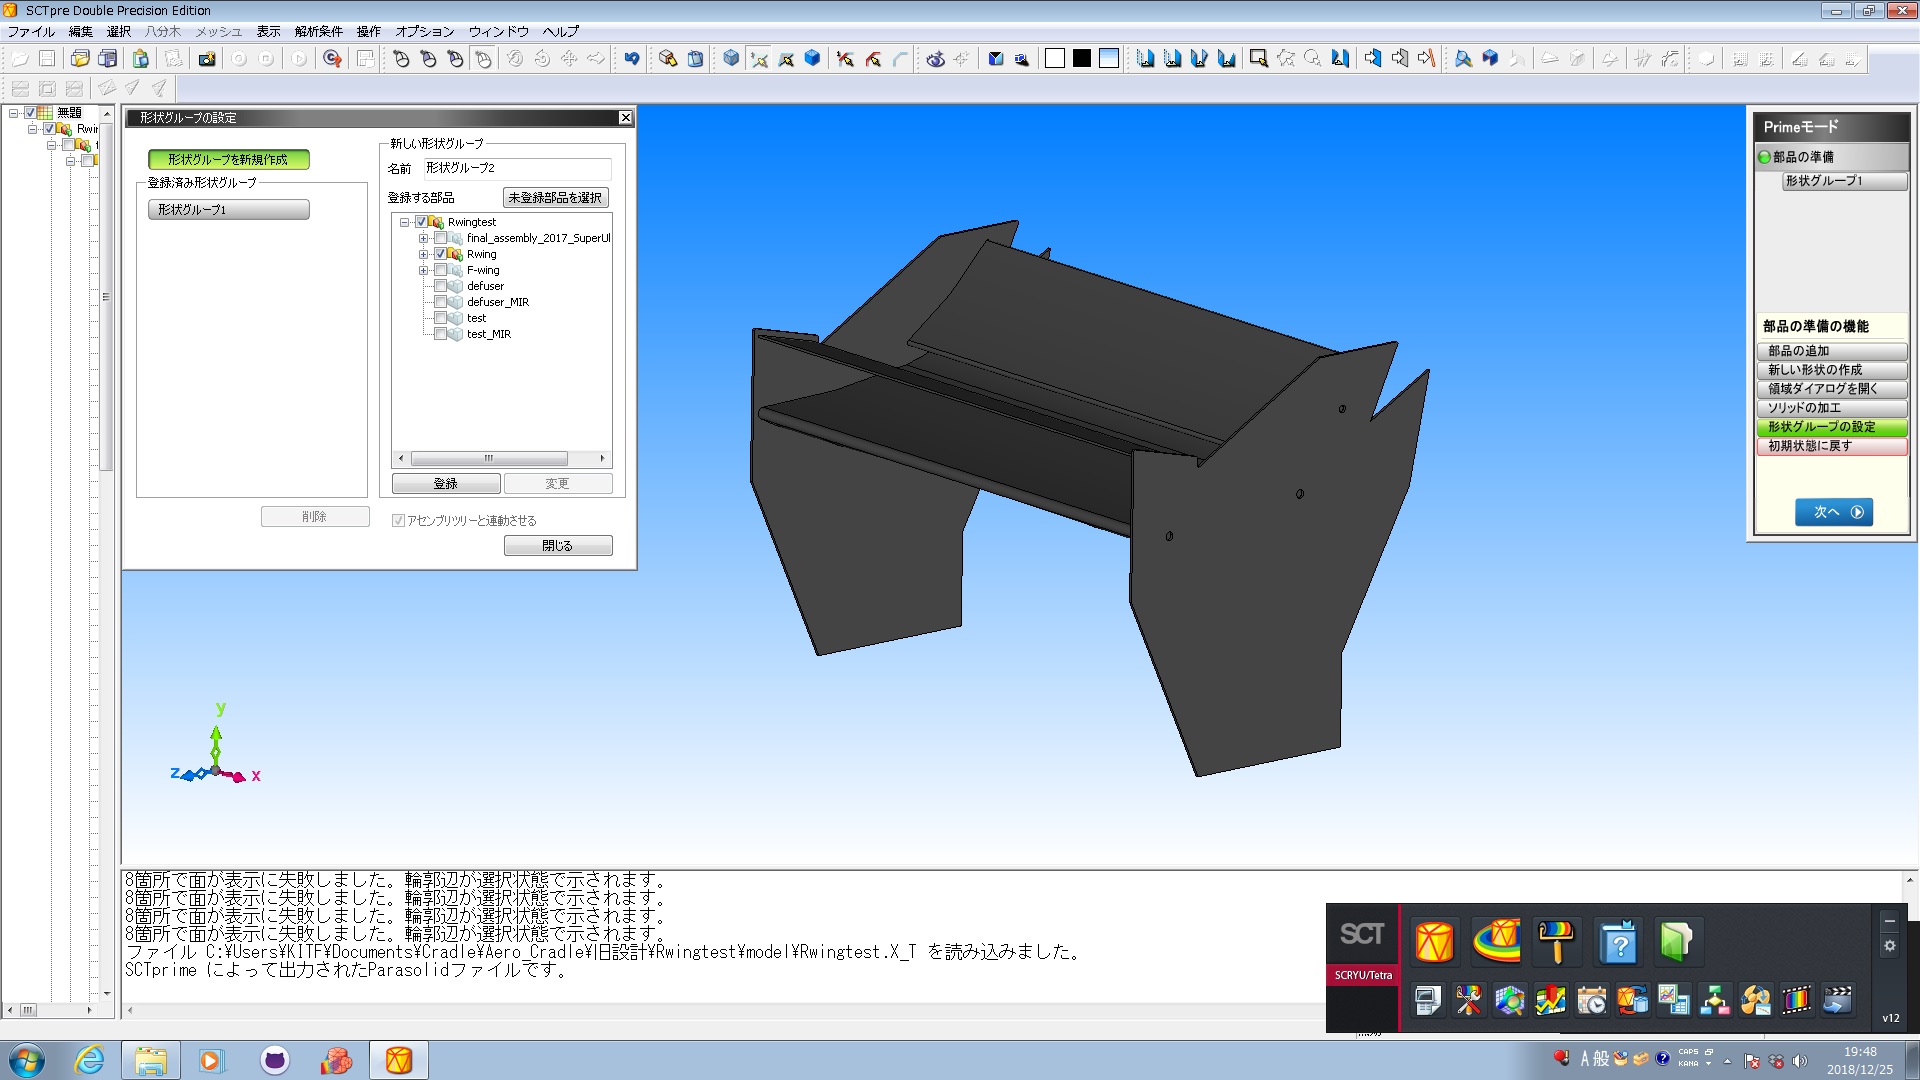 SCTpre Double Precision Edition
ファイル 編集 選択 八分木 メッシュ 表示 解析条件 操作 オプション ウィンドウ ヘルプ
無題
Rwin
形状グループの設定
形状グループを新規作成
登録済み形状グループ
形状グループ1
削除
新しい形状グループ
名前 形状グループ2
登録する部品 未登録部品を選択
Rwingtest
final_assembly_2017_SuperUl
Rwing
F-wing
defuser
defuser_MIR
test
test_MIR
登録 変更
アセンブリツリーと連動させる
閉じる
y
z
x
Primeモード
部品の準備
形状グループ1
部品の準備の機能
部品の追加
新しい形状の作成
領域ダイアログを開く
ソリッドの加工
形状グループの設定
初期状態に戻す
次へ
8箇所で面が表示に失敗しました。輪郭辺が選択状態で示されます。
8箇所で面が表示に失敗しました。輪郭辺が選択状態で示されます。
8箇所で面が表示に失敗しました。輪郭辺が選択状態で示されます。
8箇所で面が表示に失敗しました。輪郭辺が選択状態で示されます。
ファイル C:¥Users¥KITF¥Documents¥Cradle¥Aero_Cradle¥旧設計¥Rwingtest¥model¥Rwingtest.X_T を読み込みました。
SCTprime によって出力されたParasolidファイルです。
SCT
SCRYU/Tetra
v12
A 般
CAPS
KANA
19:48
2018/12/25